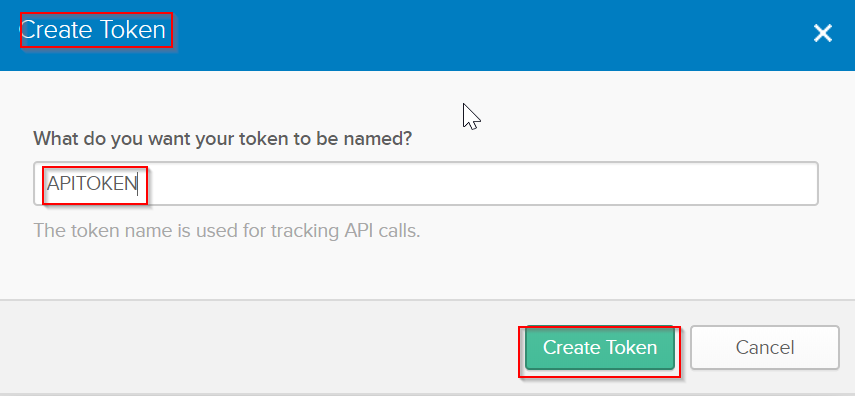 Create Token
What do you want your token to be named?
APITOKEN
The token name is used for tracking API calls.
Create Token
Cancel